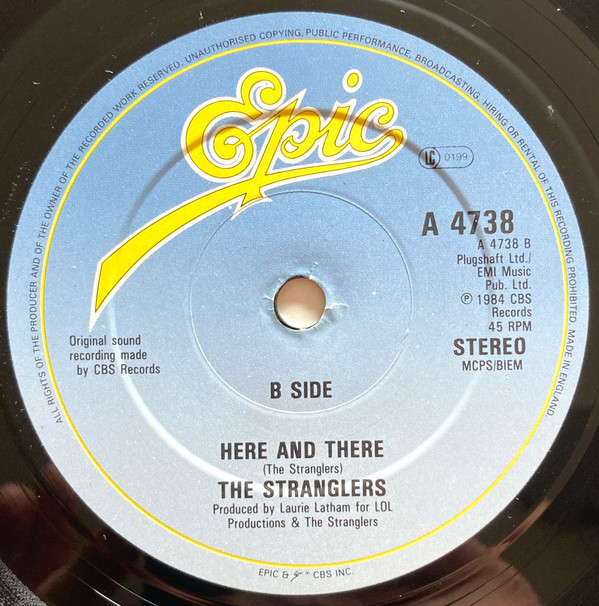 ALL RIGHTS OF THE PRODUCER AND OF THE OWNER OF THE RECORDED WORK RESERVED. UNAUTHORISED COPYING, PUBLIC PERFORMANCE, BROADCASTING, HIRING OR RENTAL OF THIS RECORDING PROHIBITED. MADE IN ENGLAND.
Epic
LC 0199
A 4738
A 4738 B
Plugshaft Ltd./
EMI Music
Pub. Ltd.
℗ 1984 CBS
Records
45 RPM
STEREO
MCPS/BIEM
Original sound
recording made
by CBS Records
B SIDE
HERE AND THERE
(The Stranglers)
THE STRANGLERS
Produced by Laurie Latham for LOL
Productions & The Stranglers
EPIC & ® CBS INC.